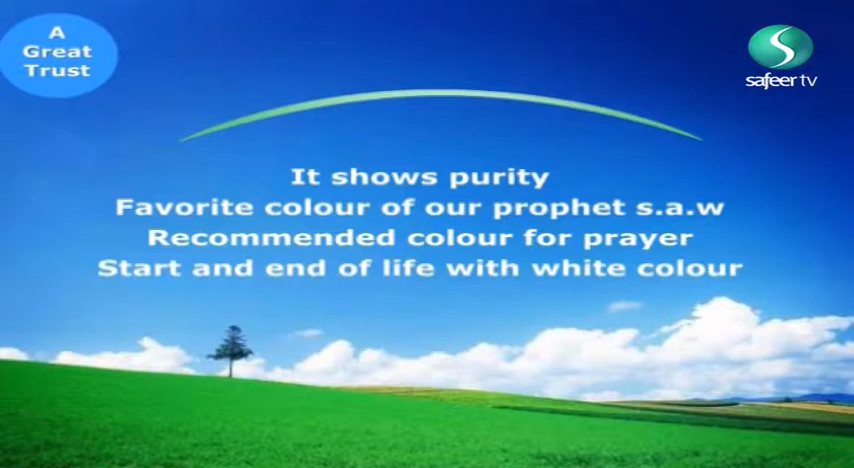 A
Great
Trust
safeer tv
It shows purity
Favorite colour of our prophet s.a.w
Recommended colour for prayer
Start and end of life with white colour